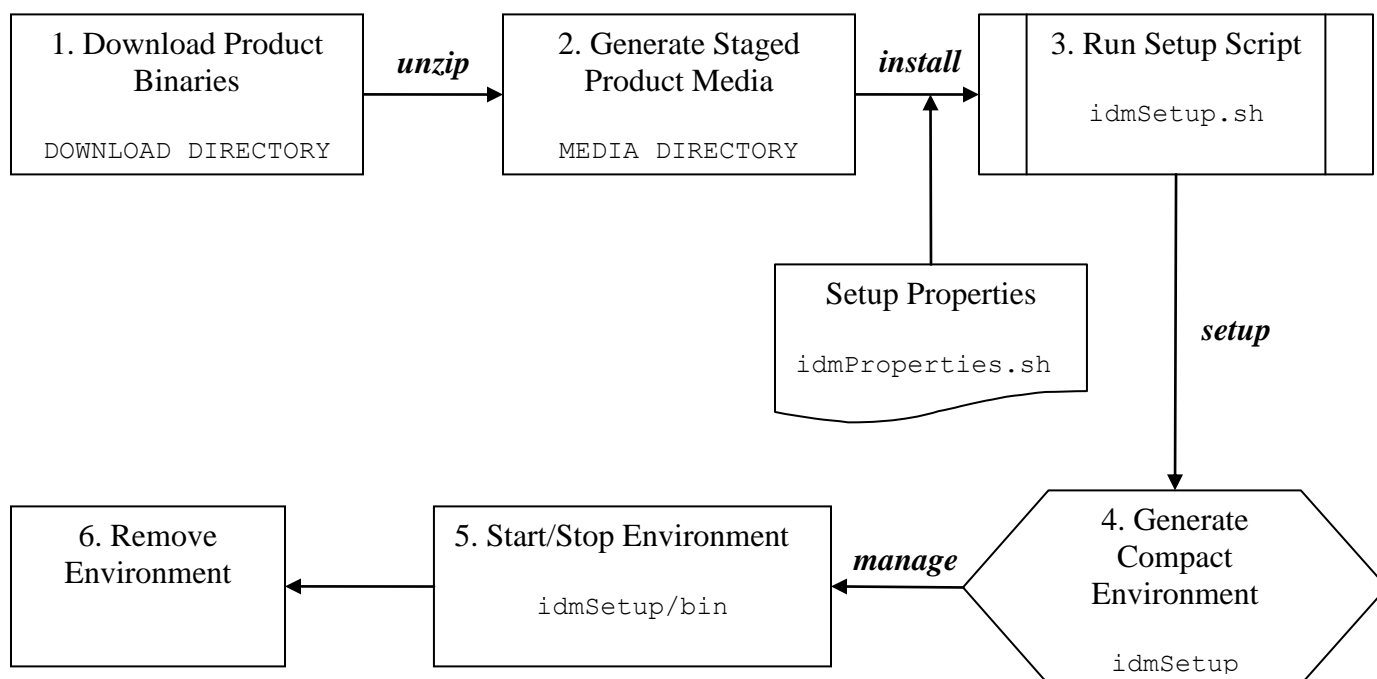 1. Download Product
Binaries
DOWNLOAD DIRECTORY
unzip
2. Generate Staged
Product Media
MEDIA DIRECTORY
install
3. Run Setup Script
idmSetup.sh
Setup Properties
idmProperties.sh
setup
4. Generate
Compact
Environment
idmSetup
manage
5. Start/Stop Environment
idmSetup/bin
6. Remove
Environment